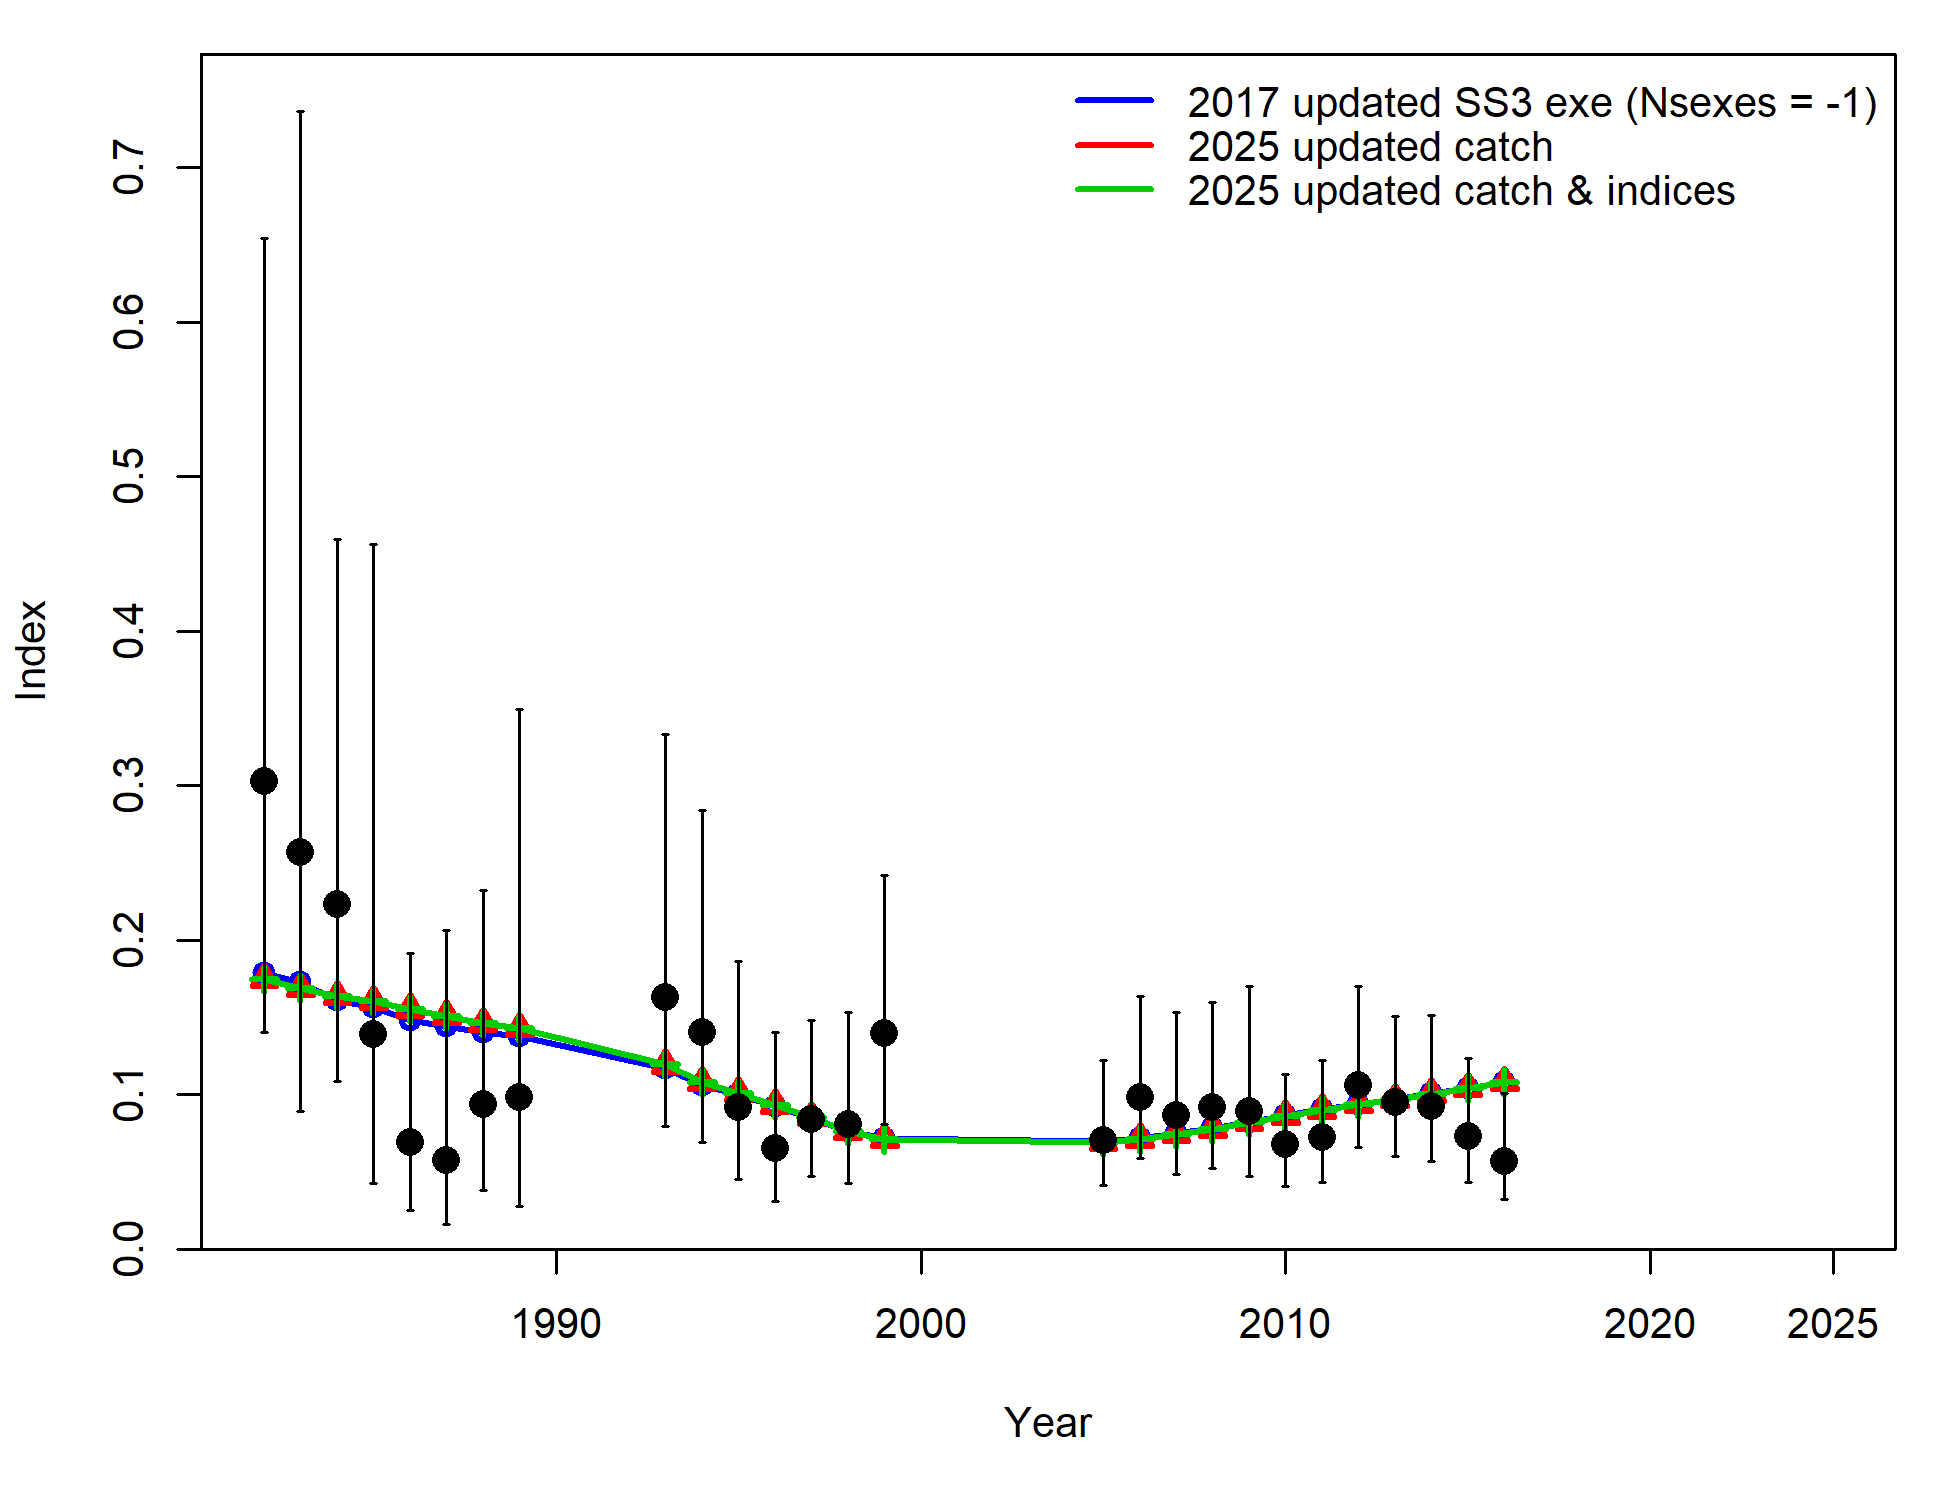 2017 updated SS3 exe (Nsexes = -1)
2025 updated catch
2025 updated catch & indices
0.7
0.6
0.5
0.4
0.3
0.2
0.1
0.0
Index
1990 2000 2010 2020 2025
Year